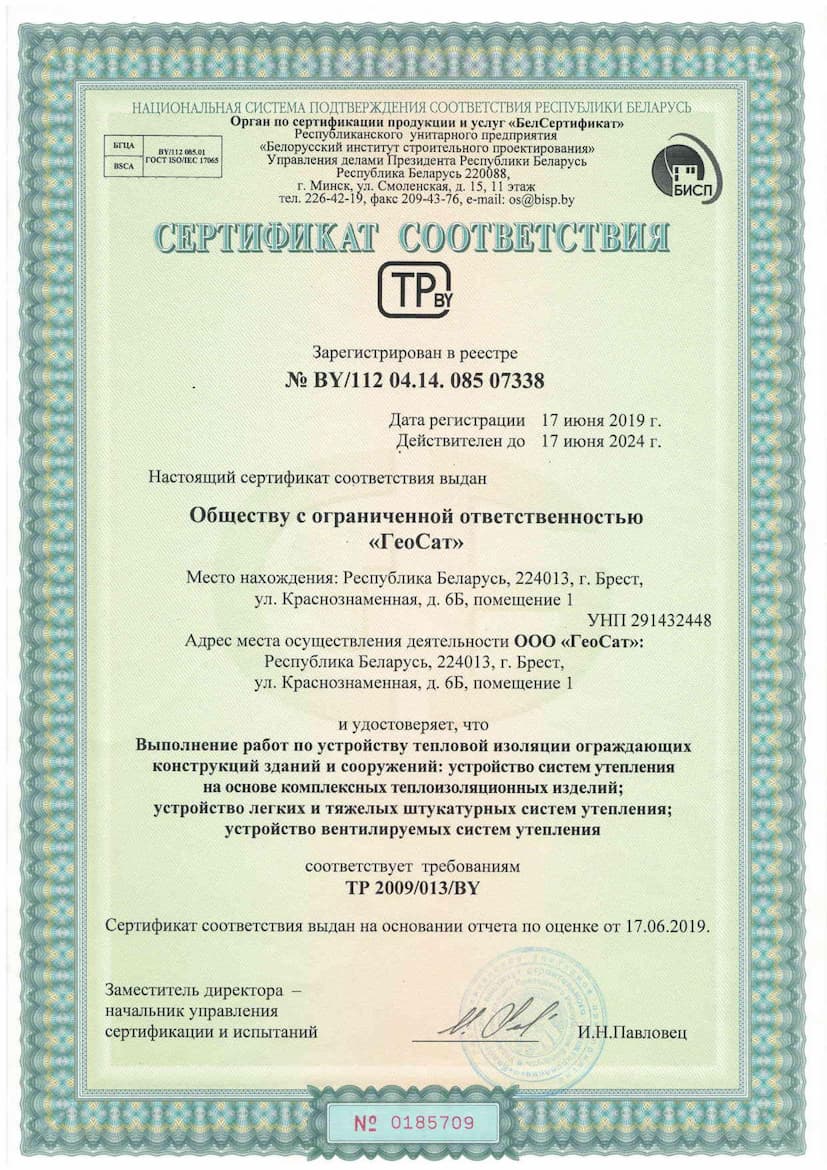 НАЦИОНАЛЬНАЯ СИСТЕМА ПОДТВЕРЖДЕНИЯ СООТВЕТСТВИЯ РЕСПУБЛИКИ БЕЛАРУСЬ
Орган по сертификации продукции и услуг «БелСертификат»
Республиканского унитарного предприятия
«Белорусский институт строительного проектирования»
Управления делами Президента Республики Беларусь
Республика Беларусь 220088,
г. Минск, ул. Смоленская, д. 15, 11 этаж
тел. 226-42-19, факс 209-43-76, e-mail: os@bisp.by
БГЦА
BSCA
BY/112 085.01
ГОСТ ISO/IEC 17065
БИСП
СЕРТИФИКАТ СООТВЕТСТВИЯ
ТР BY
Зарегистрирован в реестре
№ BY/112 04.14. 085 07338
Дата регистрации 17 июня 2019 г.
Действителен до 17 июня 2024 г.
Настоящий сертификат соответствия выдан
Обществу с ограниченной ответственностью
«ГеоСат»
Место нахождения: Республика Беларусь, 224013, г. Брест,
ул. Краснознаменная, д. 6Б, помещение 1
УНП 291432448
Адрес места осуществления деятельности ООО «ГеоСат»:
Республика Беларусь, 224013, г. Брест,
ул. Краснознаменная, д. 6Б, помещение 1
и удостоверяет, что
Выполнение работ по устройству тепловой изоляции ограждающих
конструкций зданий и сооружений: устройство систем утепления
на основе комплексных теплоизоляционных изделий;
устройство легких и тяжелых штукатурных систем утепления;
устройство вентилируемых систем утепления
соответствует требованиям
ТР 2009/013/BY
Сертификат соответствия выдан на основании отчета по оценке от 17.06.2019.
Заместитель директора –
начальник управления
сертификации и испытаний
И.Н.Павловец
№ 0185709